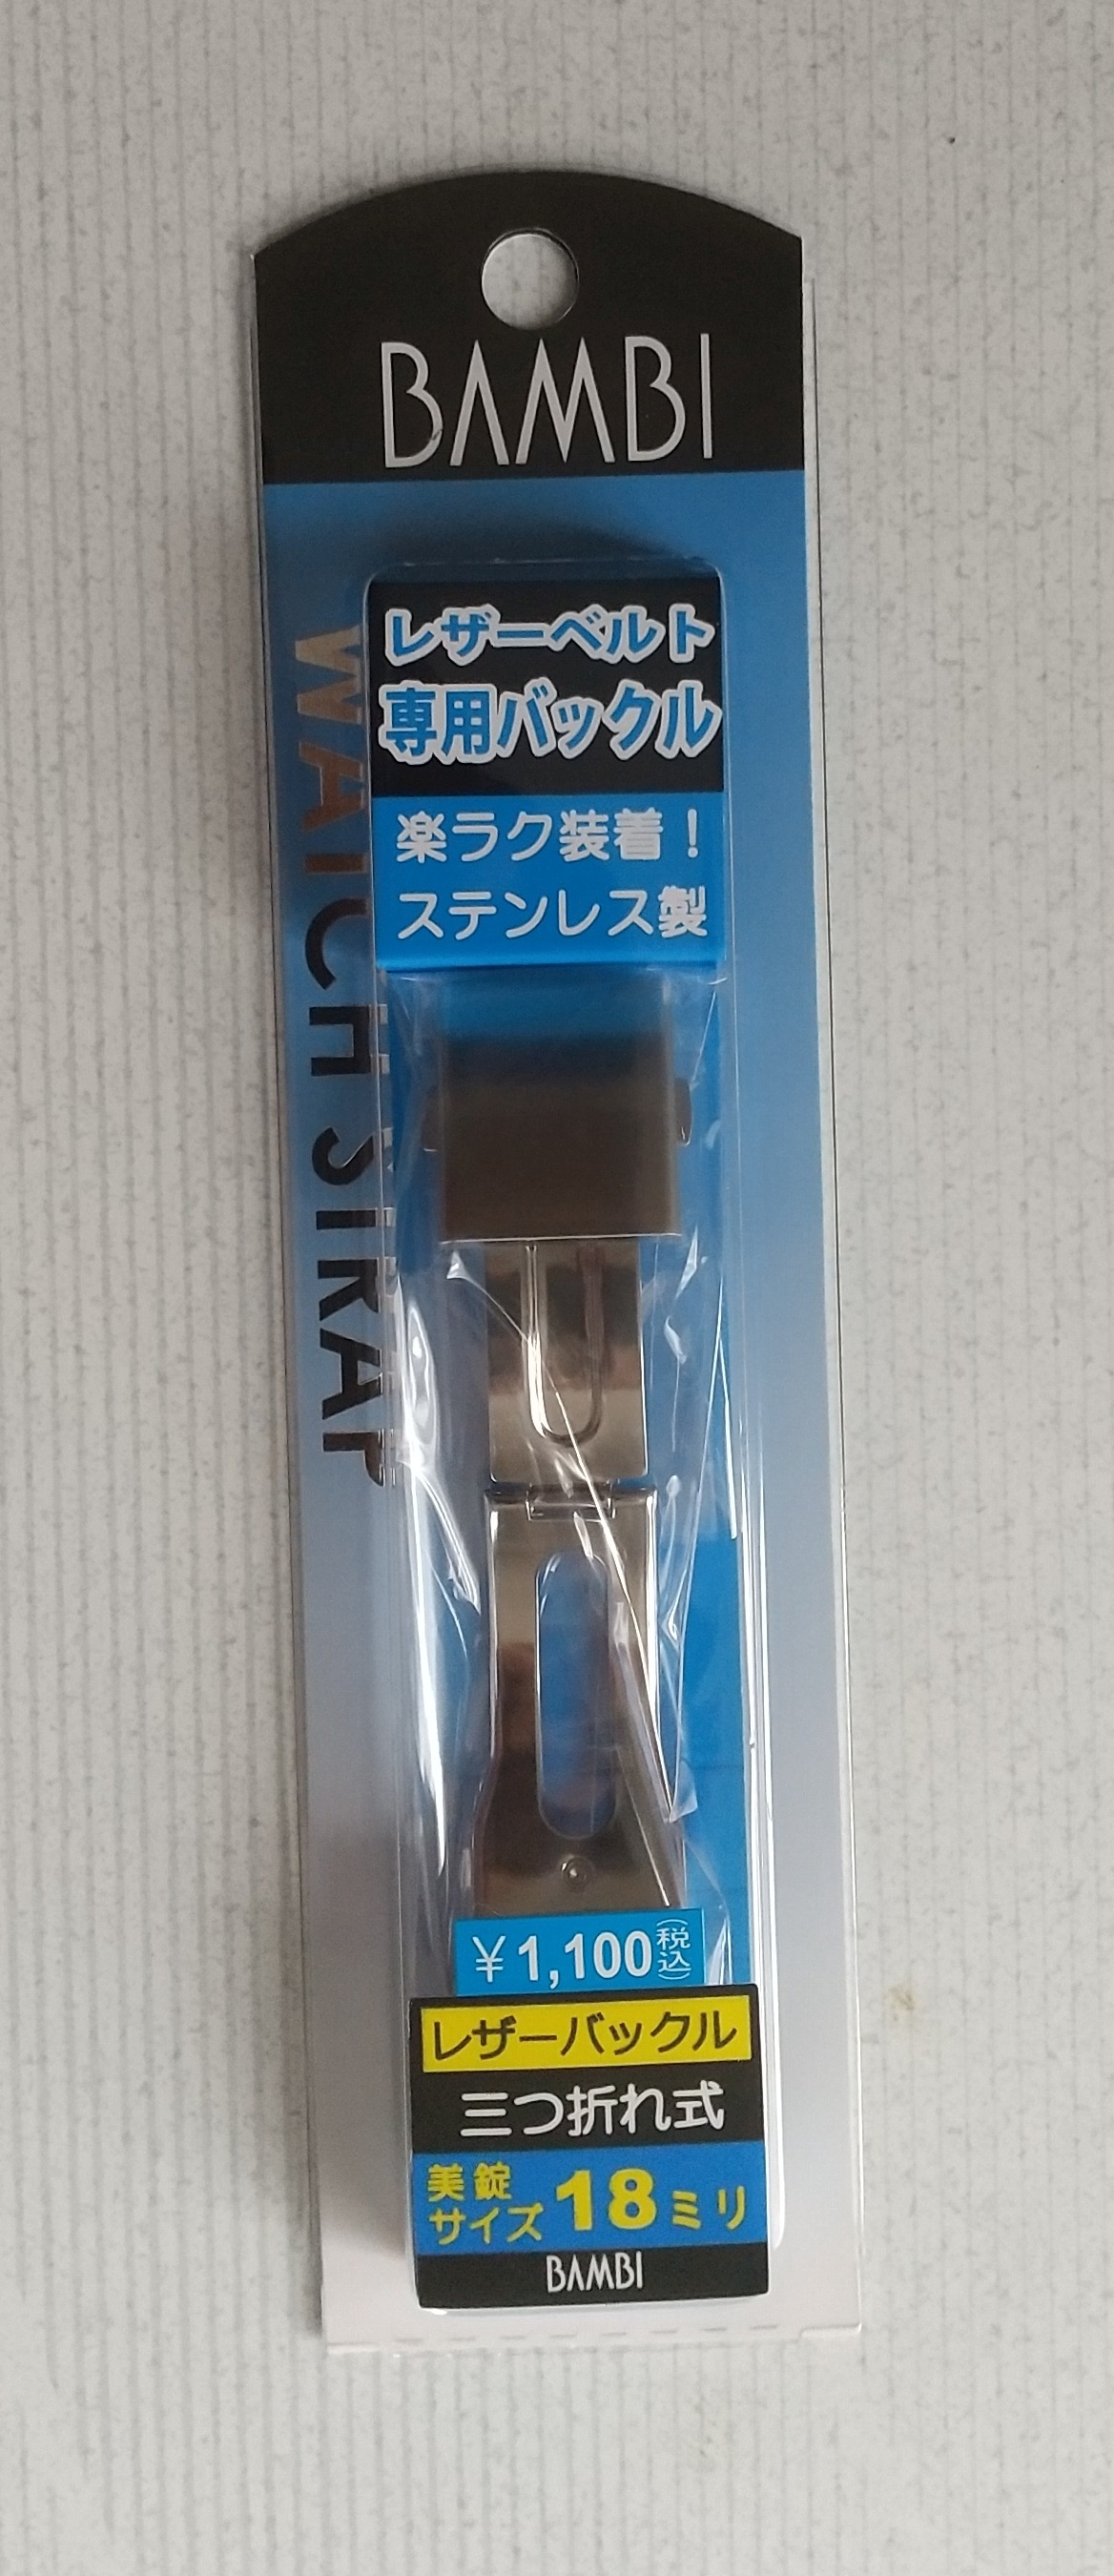 BAMBI
WATCH STRAP
レザーベルト
専用バックル
楽ラク装着！
ステンレス製
￥1,100(税込)
レザーバックル
三つ折れ式
美錠
サイズ 18ミリ
BAMBI